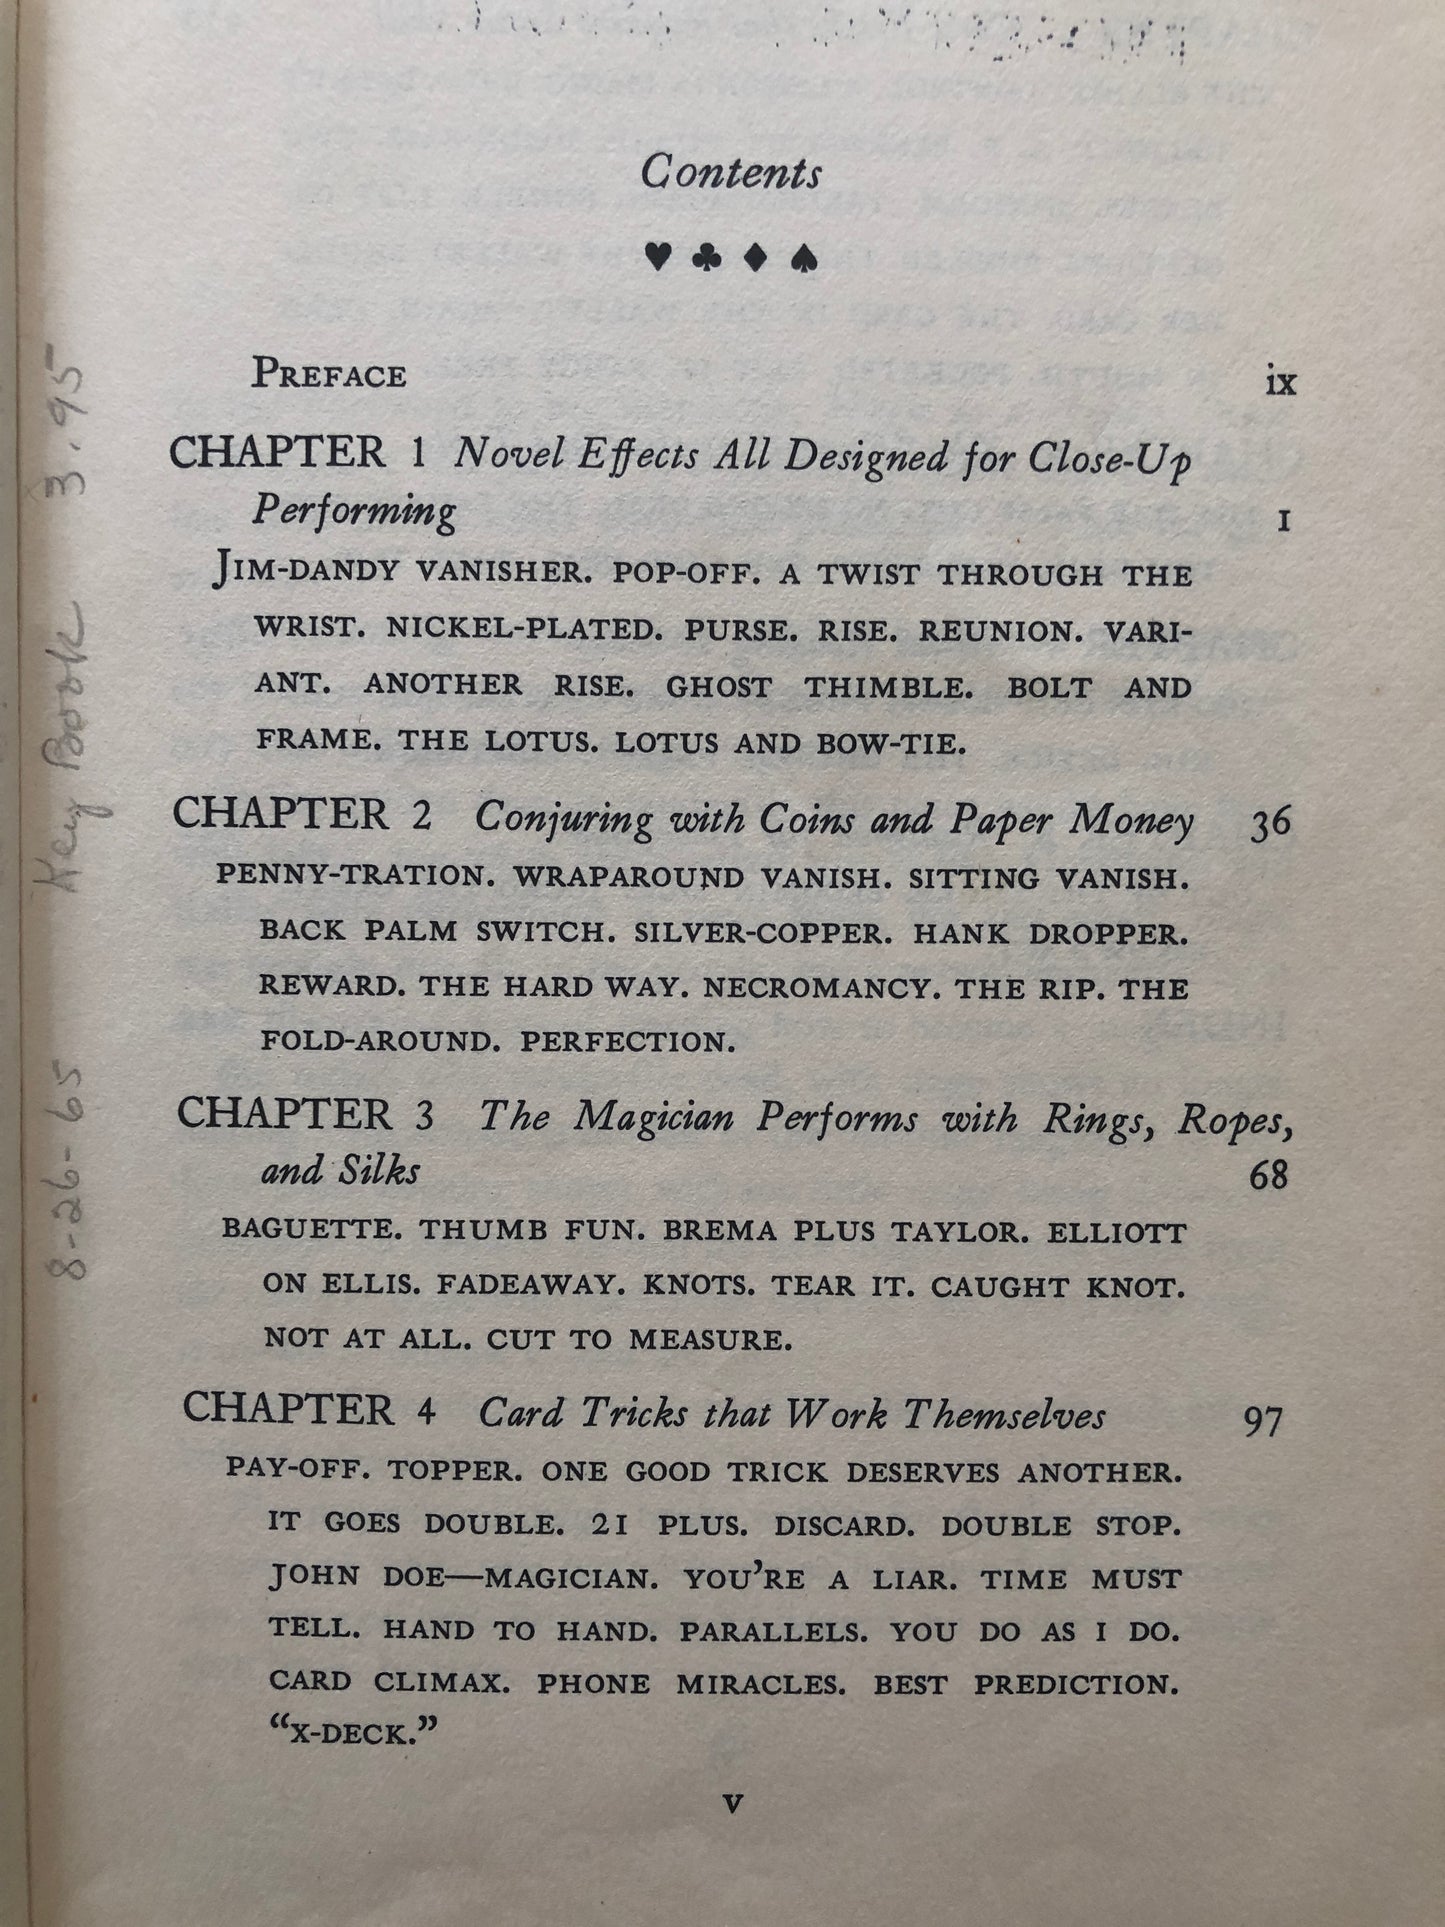 Contents
♥ ♣ ♦ ♠
PREFACE ix
CHAPTER 1 Novel Effects All Designed for Close-Up
Performing 1
JIM-DANDY VANISHER. POP-OFF. A TWIST THROUGH THE
WRIST. NICKEL-PLATED. PURSE. RISE. REUNION. VARI-
ANT. ANOTHER RISE. GHOST THIMBLE. BOLT AND
FRAME. THE LOTUS. LOTUS AND BOW-TIE.
CHAPTER 2 Conjuring with Coins and Paper Money 36
PENNY-TRATION. WRAPAROUND VANISH. SITTING VANISH.
BACK PALM SWITCH. SILVER-COPPER. HANK DROPPER.
REWARD. THE HARD WAY. NECROMANCY. THE RIP. THE
FOLD-AROUND. PERFECTION.
CHAPTER 3 The Magician Performs with Rings, Ropes,
and Silks 68
BAGUETTE. THUMB FUN. BREMA PLUS TAYLOR. ELLIOTT
ON ELLIS. FADEAWAY. KNOTS. TEAR IT. CAUGHT KNOT.
NOT AT ALL. CUT TO MEASURE.
CHAPTER 4 Card Tricks that Work Themselves 97
PAY-OFF. TOPPER. ONE GOOD TRICK DESERVES ANOTHER.
IT GOES DOUBLE. 21 PLUS. DISCARD. DOUBLE STOP.
JOHN DOE—MAGICIAN. YOU'RE A LIAR. TIME MUST
TELL. HAND TO HAND. PARALLELS. YOU DO AS I DO.
CARD CLIMAX. PHONE MIRACLES. BEST PREDICTION.
“X-DECK.”
v
8-26-65 Key Book 3.95